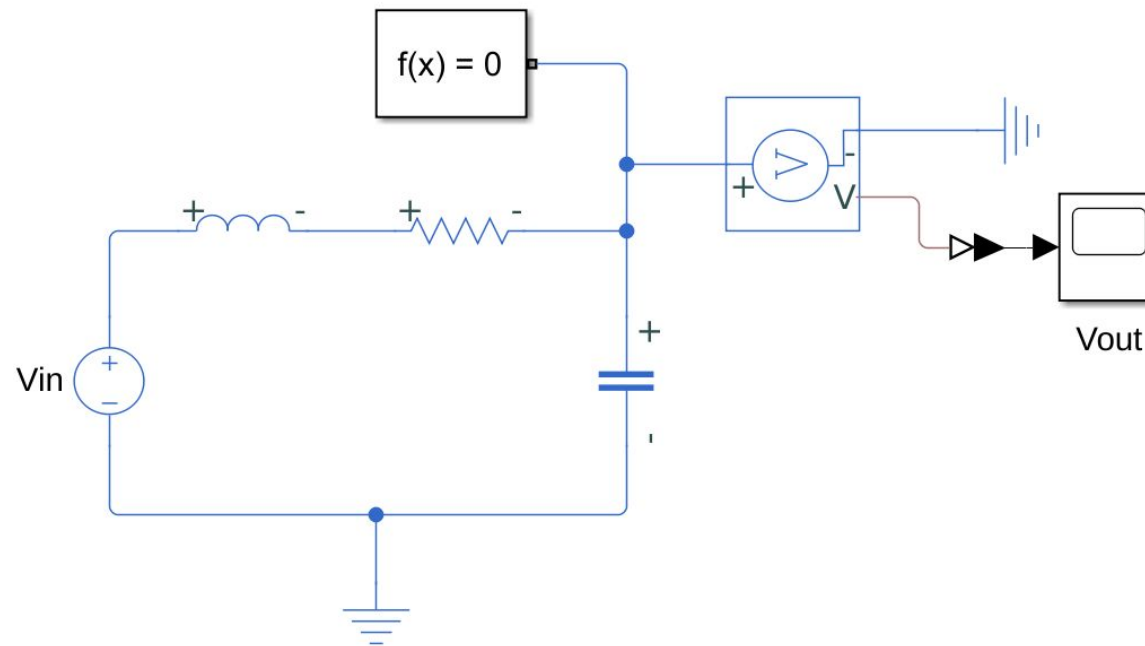 f(x) = 0
+
-
+
-
+
-
V
V
+
-
Vin
+
−
Vout